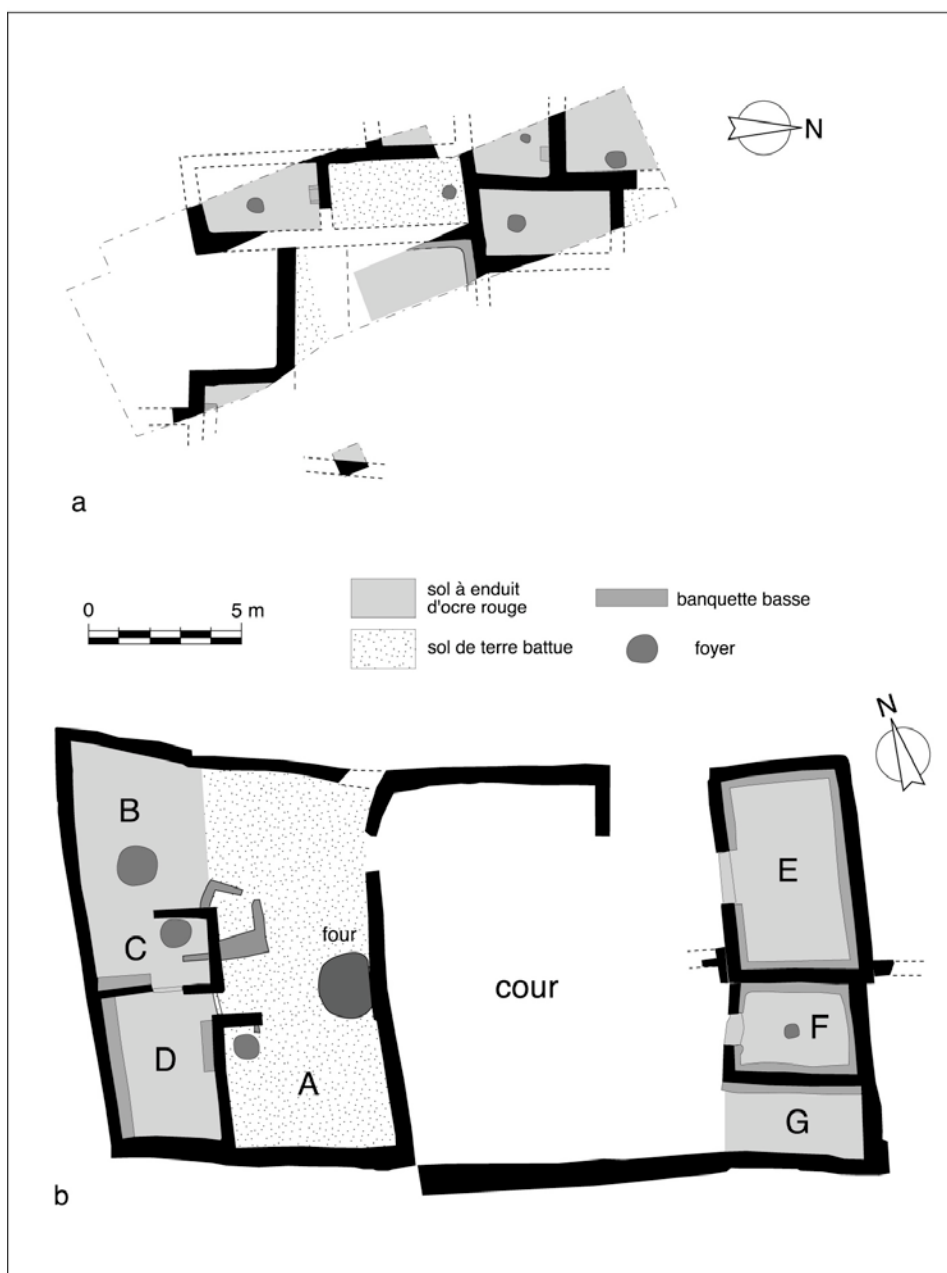 N
a
0 5 m
sol à enduit
d'ocre rouge
banquette basse
sol de terre battue
foyer
N
B
E
four
C
cour
F
D
A
G
b